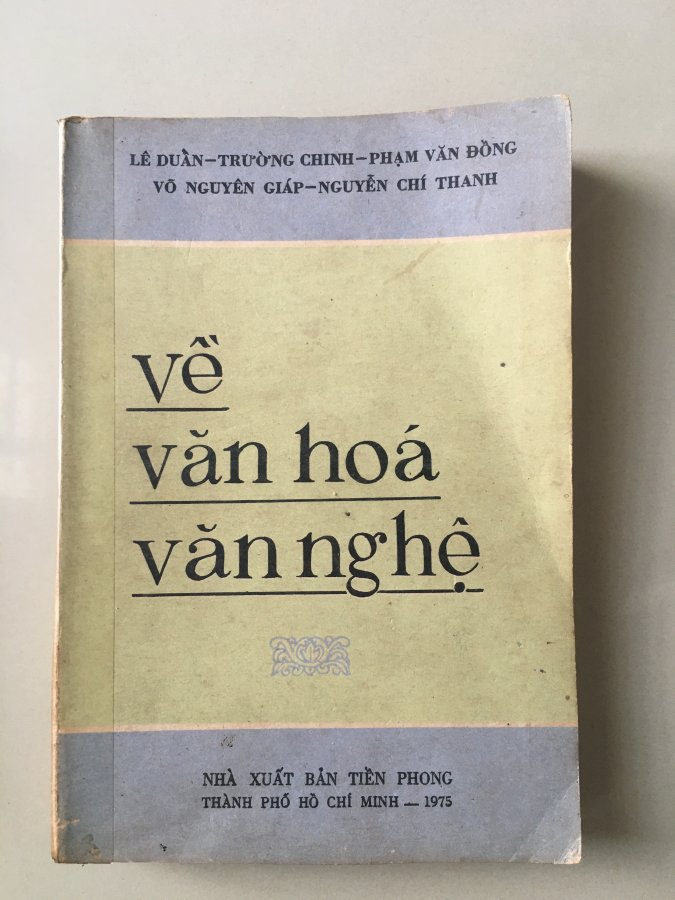 LÊ DUẨN–TRƯỜNG CHINH–PHẠM VĂN ĐỒNG
VÕ NGUYÊN GIÁP–NGUYỄN CHÍ THANH
về
văn hoá
văn nghệ
NHÀ XUẤT BẢN TIỀN PHONG
THÀNH PHỐ HỒ CHÍ MINH — 1975